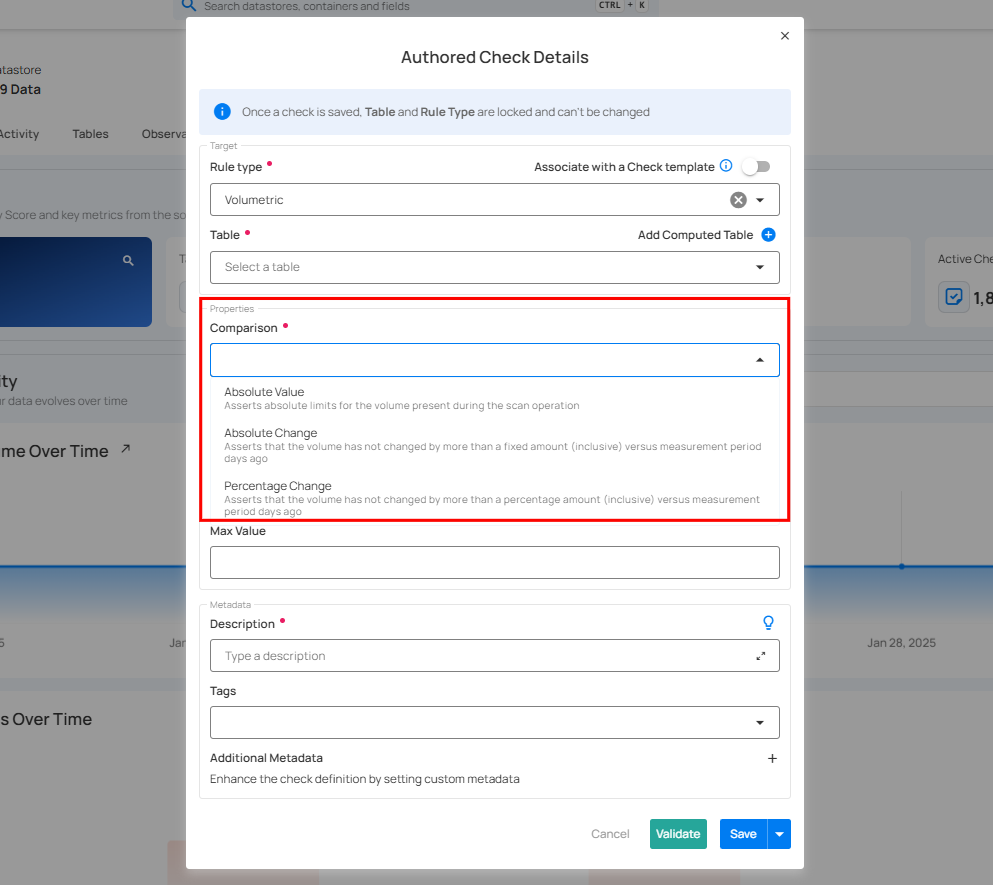 Search datastores, containers and fields
CTRL + K
Authored Check Details
atastore
9 Data
Once a check is saved, Table and Rule Type are locked and can't be changed
Activity
Tables
Observa
Target
Rule type
Associate with a Check template
Volumetric
y Score and key metrics from the so
Table
Add Computed Table
Select a table
Active Che
1,8
Properties
Comparison
Absolute Value
Asserts absolute limits for the volume present during the scan operation
Absolute Change
Asserts that the volume has not changed by more than a fixed amount (inclusive) versus measurement period
days ago
Percentage Change
Asserts that the volume has not changed by more than a percentage amount (inclusive) versus measurement
period days ago
ity
ur data evolves over time
me Over Time
Max Value
Metadata
Description
Type a description
5
Jan
Jan 28, 2025
Tags
s Over Time
Additional Metadata
Enhance the check definition by setting custom metadata
Cancel
Validate
Save